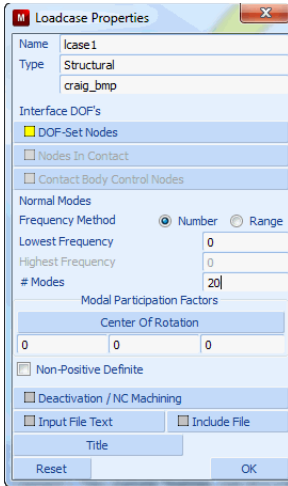 M Loadcase Properties x
Name lcase1
Type Structural
craig_bmp
Interface DOF's
DOF-Set Nodes
Nodes In Contact
Contact Body Control Nodes
Normal Modes
Frequency Method Number Range
Lowest Frequency 0
Highest Frequency 0
# Modes 20
Modal Participation Factors
Center Of Rotation
0 0 0
Non-Positive Definite
Deactivation / NC Machining
Input File Text Include File
Title
Reset OK